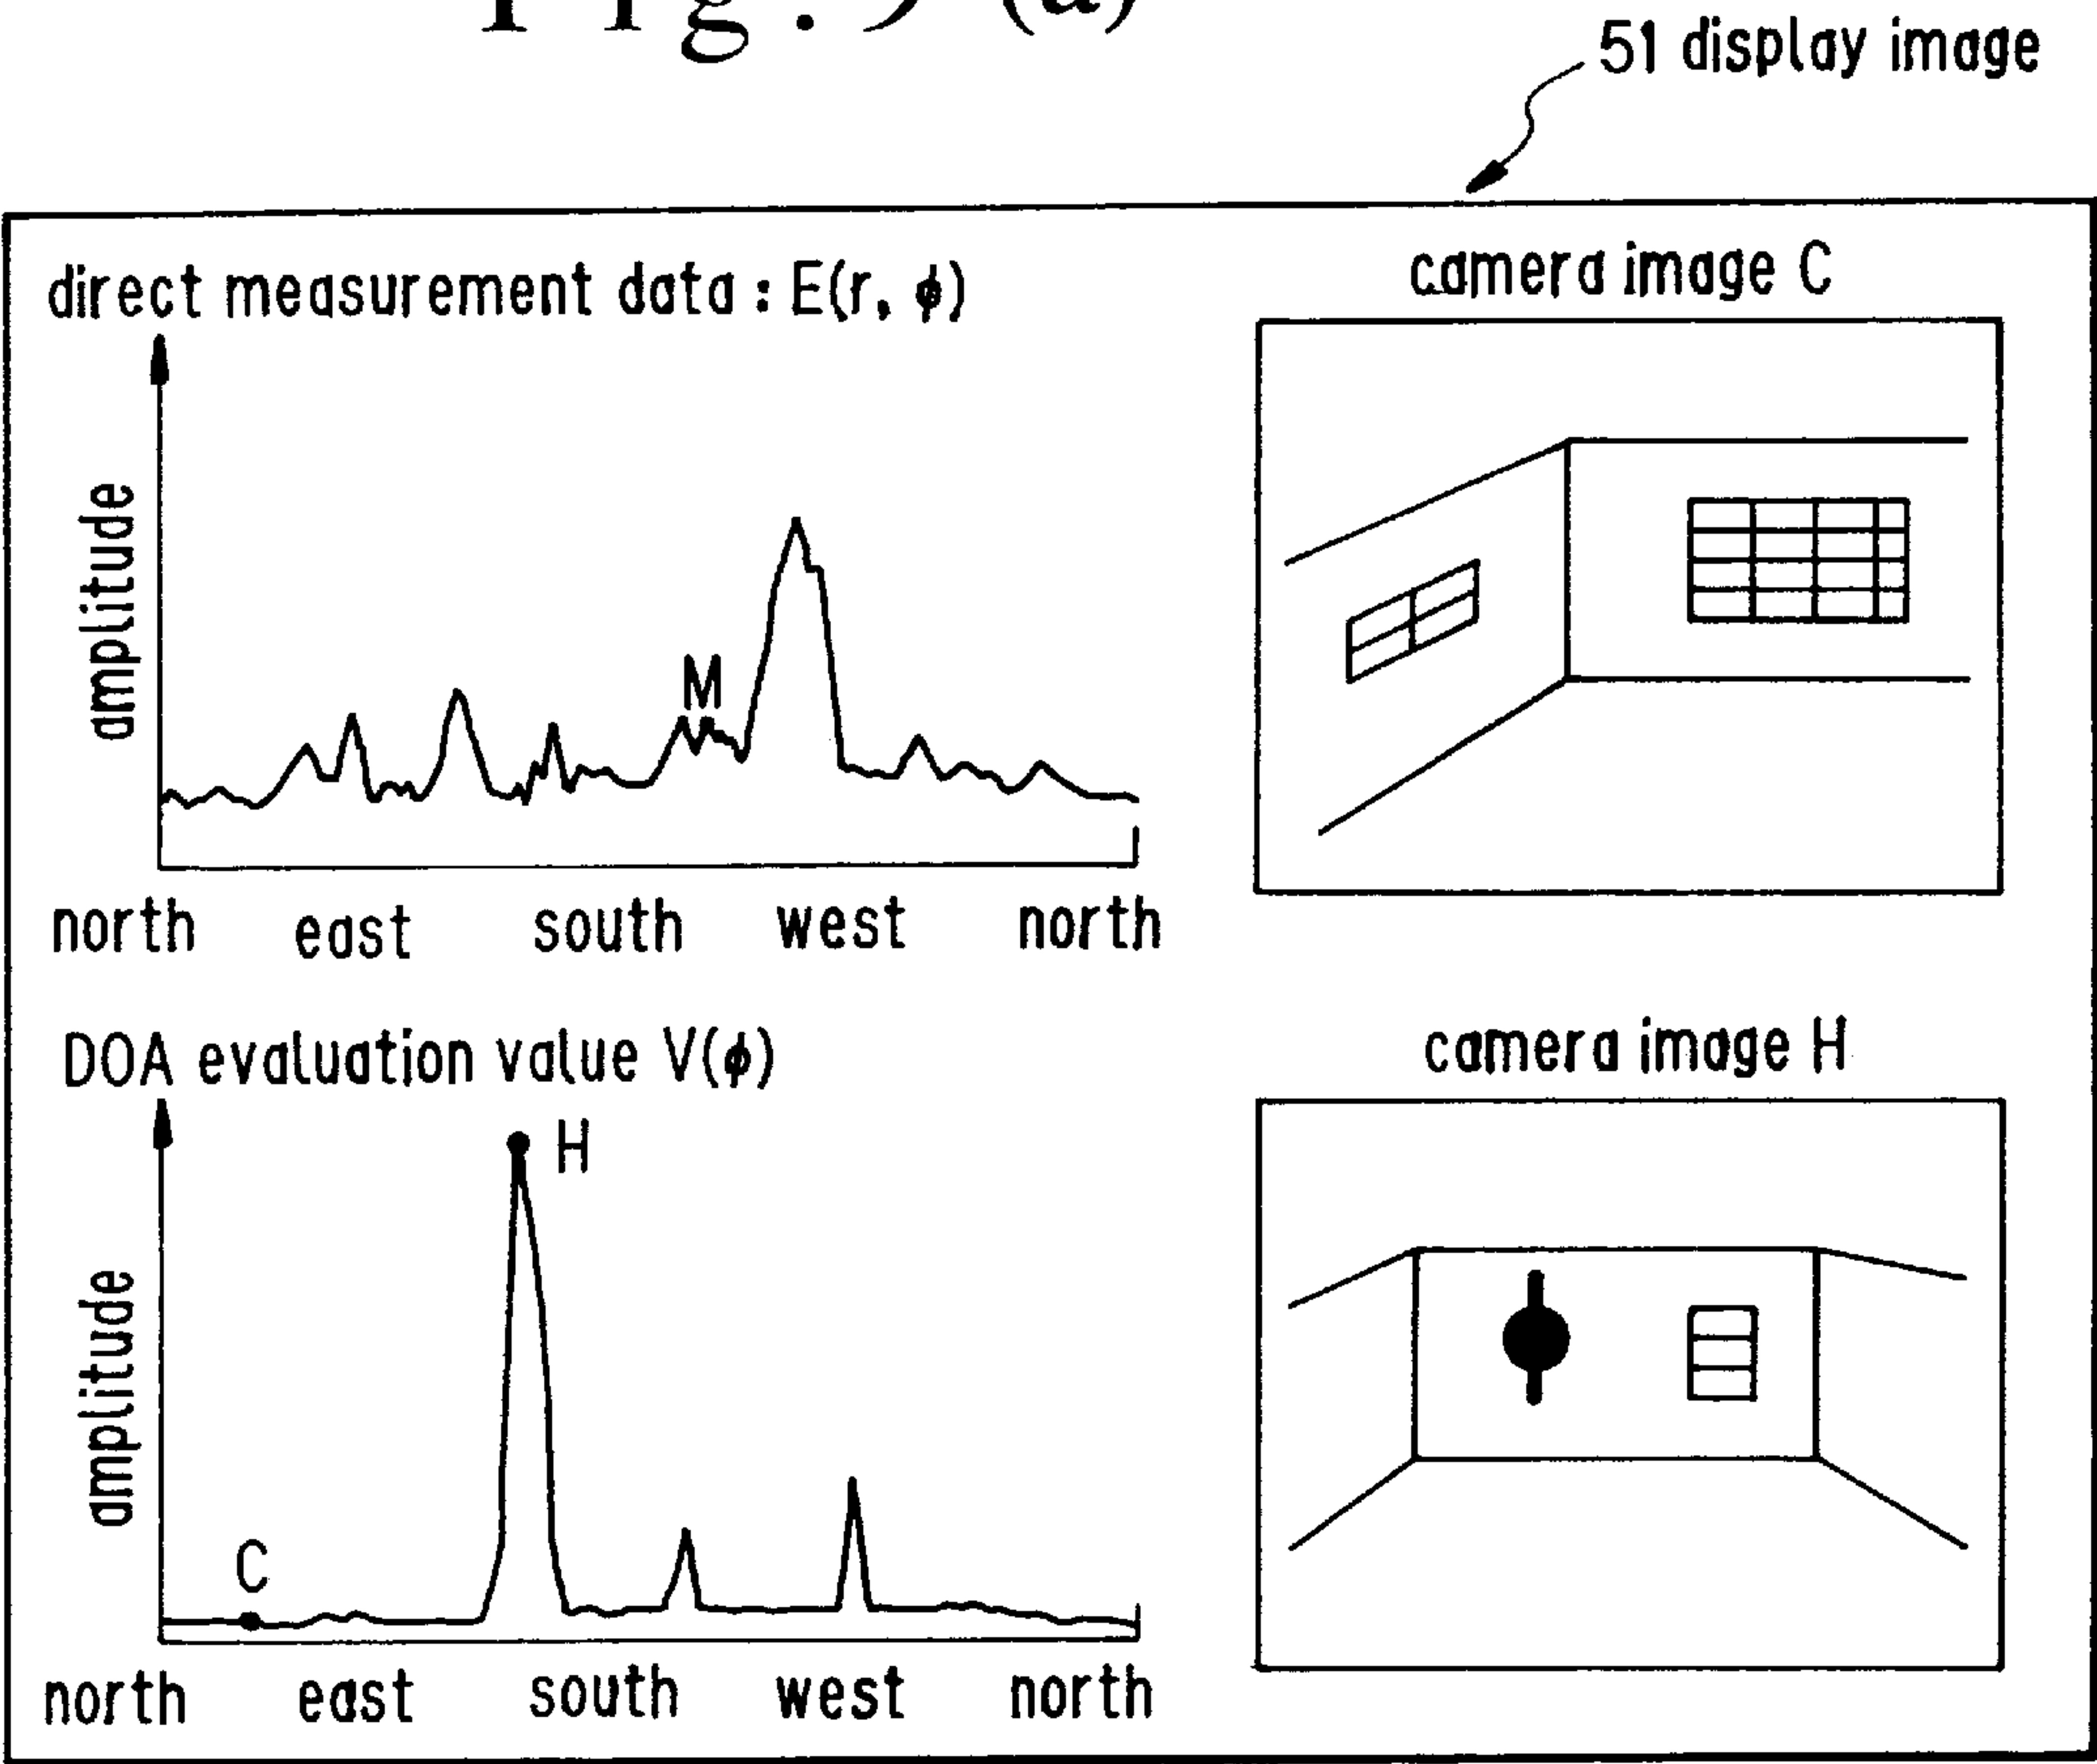 51 display image
direct measurement data : E(r, ϕ)
amplitude
M
north east south west north
camera image C
DOA evaluation value V(ϕ)
amplitude
H
C
north east south west north
camera image H